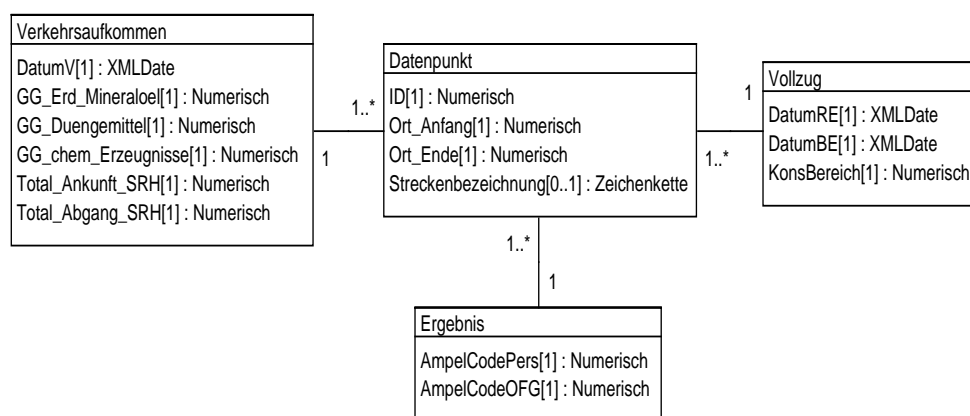 Verkehrsaufkommen
DatumV[1] : XMLDate
GG_Erd_Mineraloel[1] : Numerisch
GG_Duengemittel[1] : Numerisch
GG_chem_Erzeugnisse[1] : Numerisch
Total_Ankunft_SRH[1] : Numerisch
Total_Abgang_SRH[1] : Numerisch
1..*
1
Datenpunkt
ID[1] : Numerisch
Ort_Anfang[1] : Numerisch
Ort_Ende[1] : Numerisch
Streckenbezeichnung[0..1] : Zeichenkette
1
1..*
Vollzug
DatumRE[1] : XMLDate
DatumBE[1] : XMLDate
KonsBereich[1] : Numerisch
1..*
1
Ergebnis
AmpelCodePers[1] : Numerisch
AmpelCodeOFG[1] : Numerisch